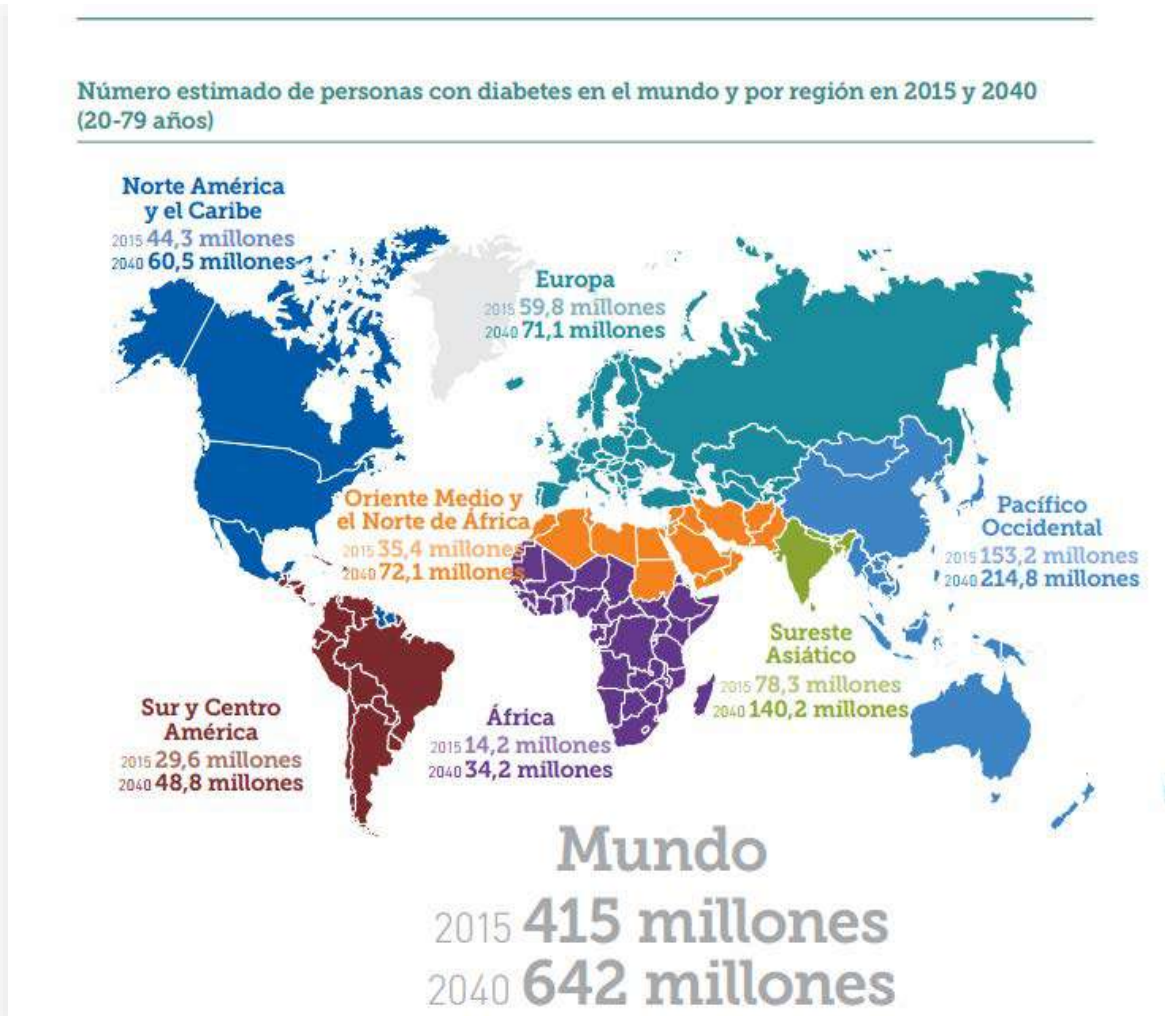 Número estimado de personas con diabetes en el mundo y por región en 2015 y 2040
(20-79 años)
Norte América
y el Caribe
2015 44,3 millones
2040 60,5 millones
Europa
2015 59,8 millones
2040 71,1 millones
Oriente Medio y
el Norte de África
2015 35,4 millones
2040 72,1 millones
Pacífico
Occidental
2015 153,2 millones
2040 214,8 millones
Sureste
Asiático
2015 78,3 millones
2040 140,2 millones
Sur y Centro
América
2015 29,6 millones
2040 48,8 millones
África
2015 14,2 millones
2040 34,2 millones
Mundo
2015 415 millones
2040 642 millones